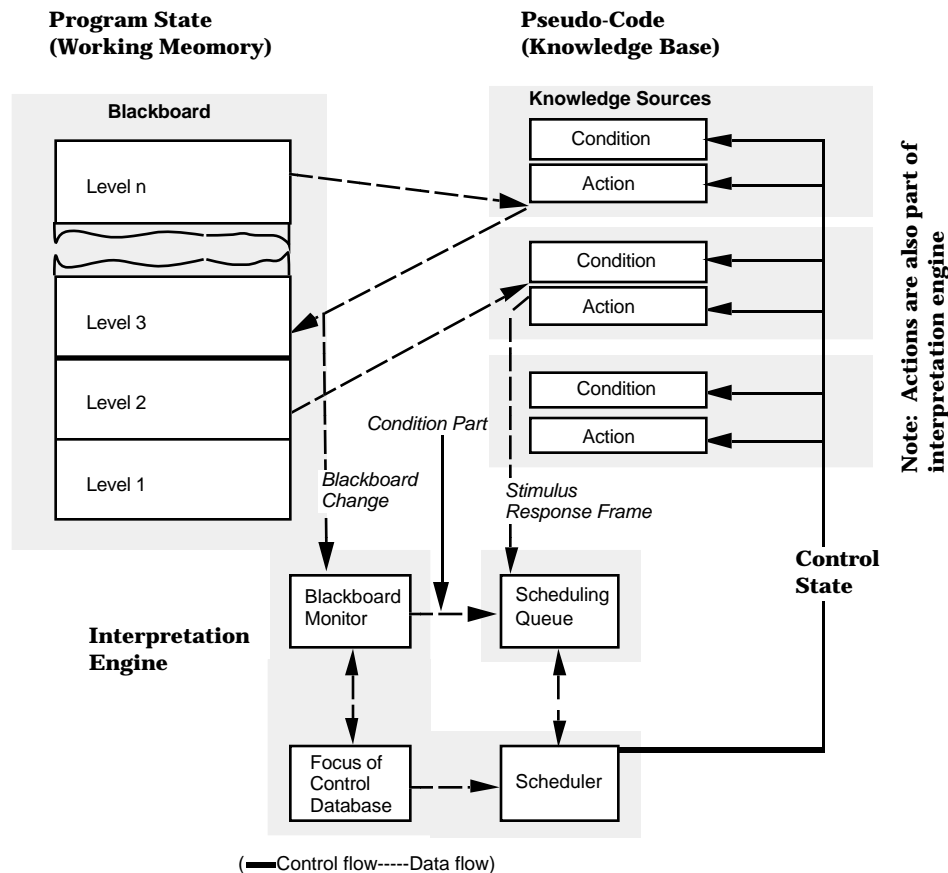 Program State
(Working Meomory)
Pseudo-Code
(Knowledge Base)
Blackboard
Level n
Level 3
Level 2
Level 1
Knowledge Sources
Condition
Action
Condition
Action
Condition
Action
Note:  Actions are also part of
interpretation engine
Condition Part
Blackboard
Change
Stimulus
Response Frame
Control
State
Interpretation
Engine
Blackboard
Monitor
Scheduling
Queue
Focus of
Control
Database
Scheduler
(━Control flow-----Data flow)